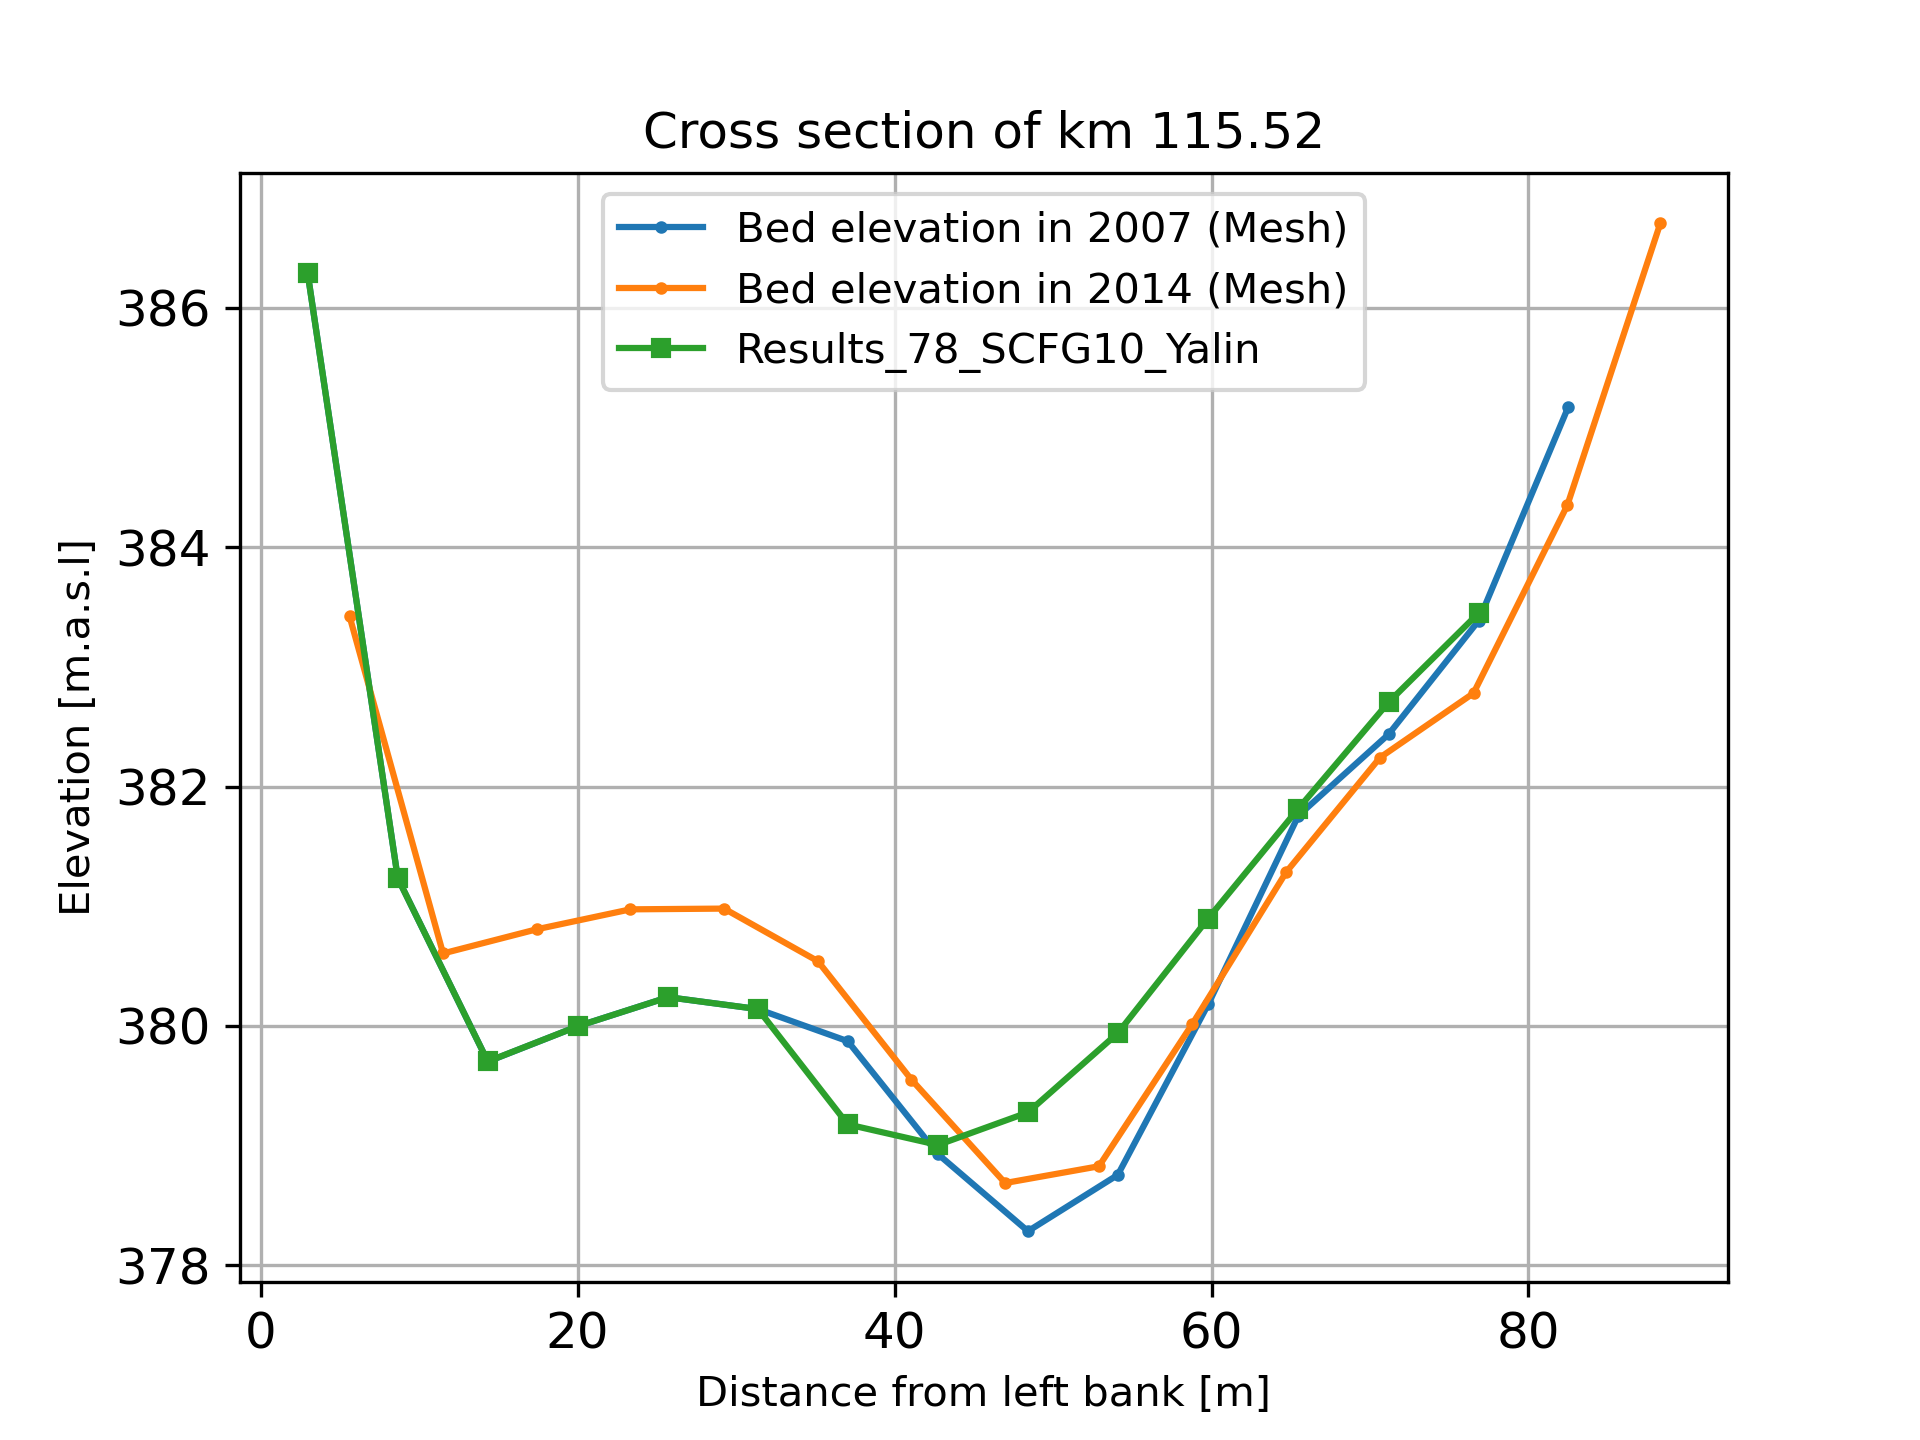 Cross section of km 115.52
Bed elevation in 2007 (Mesh)
Bed elevation in 2014 (Mesh)
Results_78_SCFG10_Yalin
Elevation [m.a.s.l]
386
384
382
380
378
0 20 40 60 80
Distance from left bank [m]